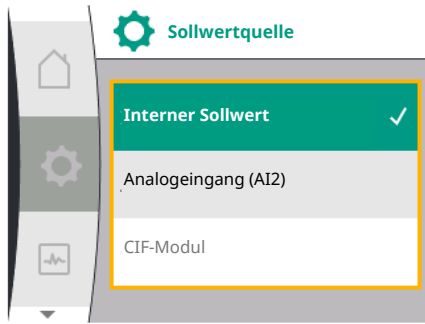 Sollwertquelle
Interner Sollwert
Analogeingang (AI2)
CIF-Modul